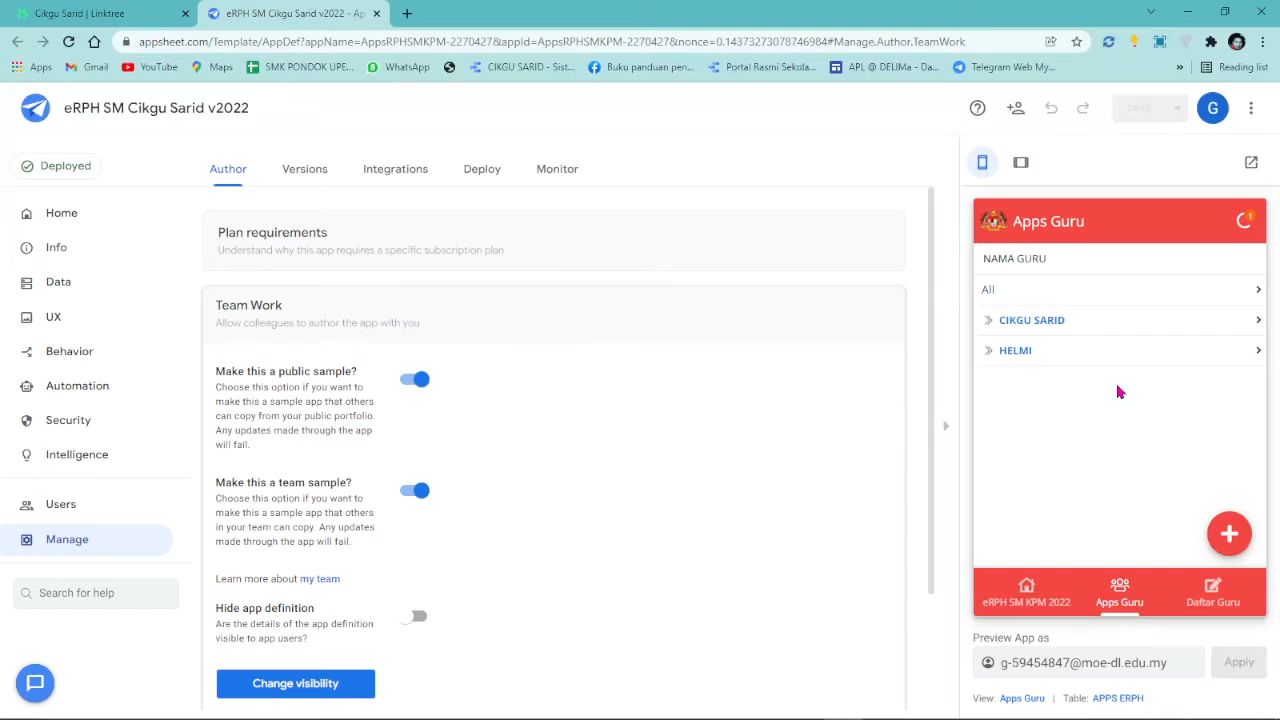 Cikgu Sarid | Linktree
eRPH SM Cikgu Sarid v2022 - Ap
appsheet.com/Template/AppDef?appName=AppsRPHSMKPM-2270427&appId=AppsRPHSMKPM-2270427&nonce=0.14373273078746984#Manage.Author.TeamWork
Apps
Gmail
YouTube
Maps
SMK PONDOK UPE...
WhatsApp
CIKGU SARID - Sist...
Buku panduan pen...
Portal Rasmi Sekola...
APL @ DELIMa - Da...
Telegram Web My...
»
Reading list
eRPH SM Cikgu Sarid v2022
SAVE
G
Deployed
Author
Versions
Integrations
Deploy
Monitor
Home
Info
Data
UX
Behavior
Automation
Security
Intelligence
Users
Manage
Search for help
Plan requirements
Understand why this app requires a specific subscription plan
Team Work
Allow colleagues to author the app with you
Make this a public sample?
Choose this option if you want to
make this a sample app that others
can copy from your public portfolio.
Any updates made through the app
will fail.
Make this a team sample?
Choose this option if you want to
make this a sample app that others
in your team can copy. Any updates
made through the app will fail.
Learn more about my team
Hide app definition
Are the details of the app definition
visible to app users?
Change visibility
Apps Guru
1
NAMA GURU
All
CIKGU SARID
HELMI
eRPH SM KPM 2022
Apps Guru
Daftar Guru
Preview App as
g-59454847@moe-dl.edu.my
Apply
View: Apps Guru | Table: APPS ERPH